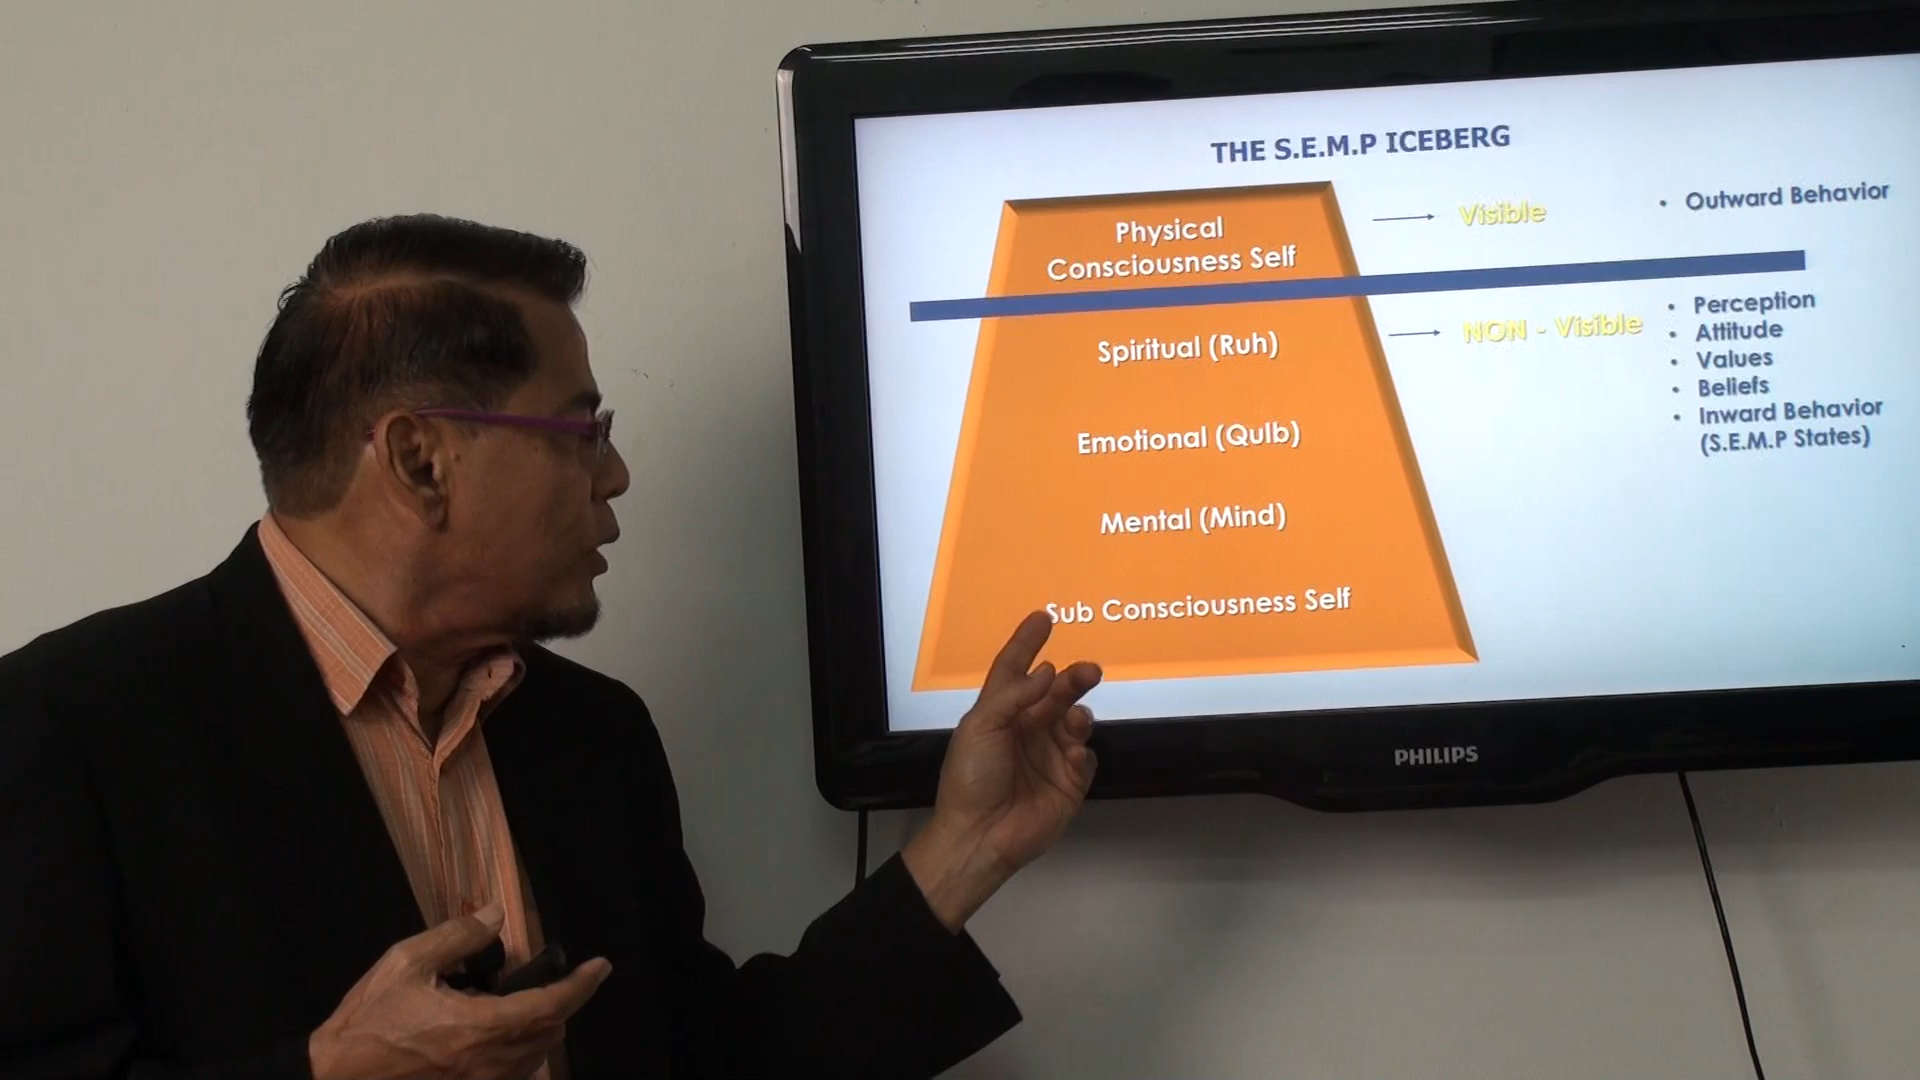 THE S.E.M.P ICEBERG
Physical
Consciousness Self
Visible
• Outward Behavior
Spiritual (Ruh)
Emotional (Qulb)
Mental (Mind)
Sub Consciousness Self
NON - Visible
• Perception
• Attitude
• Values
• Beliefs
• Inward Behavior
(S.E.M.P States)
PHILIPS